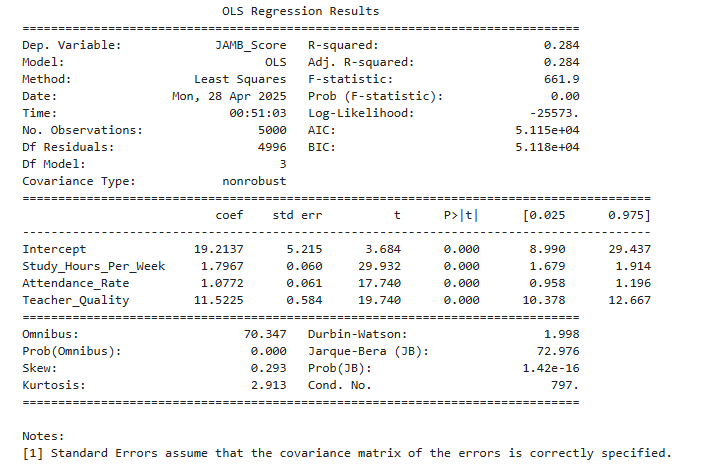 OLS Regression Results
==============================================================================
Dep. Variable: JAMB_Score R-squared: 0.284
Model: OLS Adj. R-squared: 0.284
Method: Least Squares F-statistic: 661.9
Date: Mon, 28 Apr 2025 Prob (F-statistic): 0.00
Time: 00:51:03 Log-Likelihood: -25573.
No. Observations: 5000 AIC: 5.115e+04
Df Residuals: 4996 BIC: 5.118e+04
Df Model: 3
Covariance Type: nonrobust
=======================================================================================
coef std err t P>|t| [0.025 0.975]
---------------------------------------------------------------------------------------
Intercept 19.2137 5.215 3.684 0.000 8.990 29.437
Study_Hours_Per_Week 1.7967 0.060 29.932 0.000 1.679 1.914
Attendance_Rate 1.0772 0.061 17.740 0.000 0.958 1.196
Teacher_Quality 11.5225 0.584 19.740 0.000 10.378 12.667
==============================================================================
Omnibus: 70.347 Durbin-Watson: 1.998
Prob(Omnibus): 0.000 Jarque-Bera (JB): 72.976
Skew: 0.293 Prob(JB): 1.42e-16
Kurtosis: 2.913 Cond. No. 797.
==============================================================================
Notes:
[1] Standard Errors assume that the covariance matrix of the errors is correctly specified.